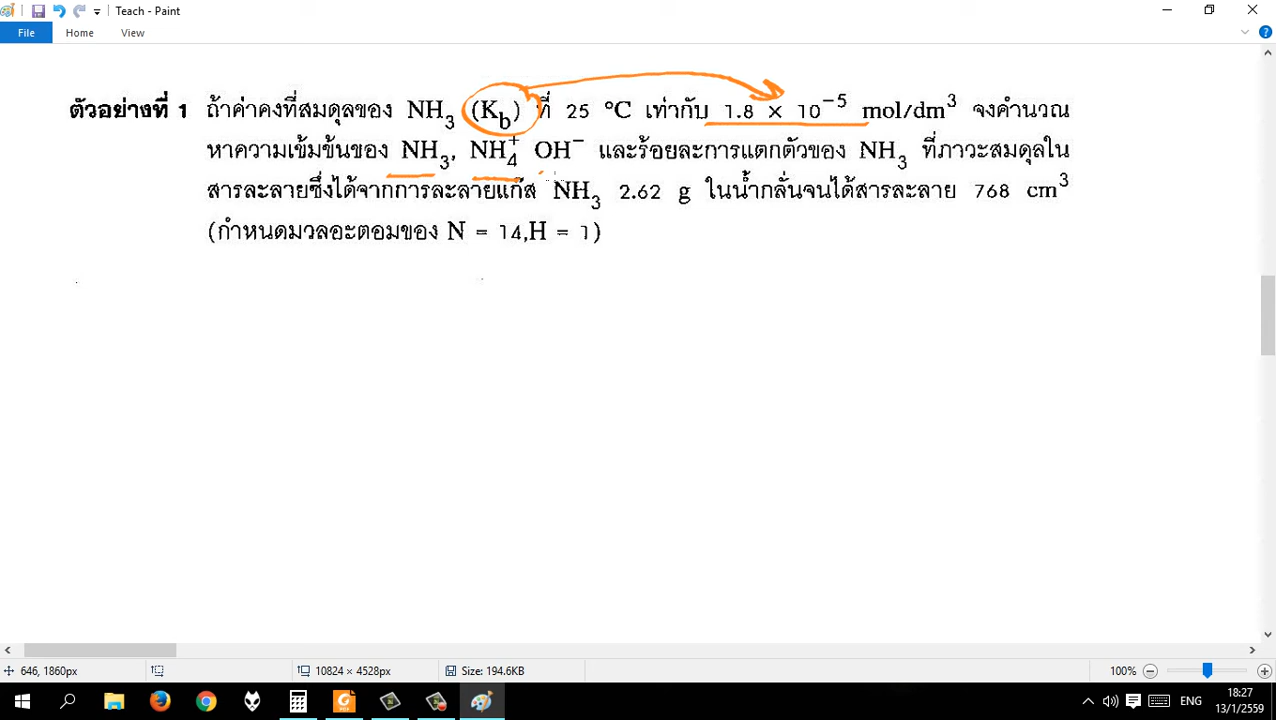 Teach - Paint
File Home View
ตัวอย่างที่ 1 ถ้าค่าคงที่สมดุลของ NH₃ (K_b) ที่ 25 °C เท่ากับ 1.8 × 10⁻⁵ mol/dm³ จงคำนวณ
หาความเข้มข้นของ NH₃, NH₄⁺ OH⁻ และร้อยละการแตกตัวของ NH₃ ที่ภาวะสมดุลใน
สารละลายซึ่งได้จากการละลายแก๊ส NH₃ 2.62 g ในน้ำกลั่นจนได้สารละลาย 768 cm³
(กำหนดมวลอะตอมของ N = 14,H = 1)
646, 1860px 10824 × 4528px Size: 194.6KB 100%
ENG 18:27
13/1/2559